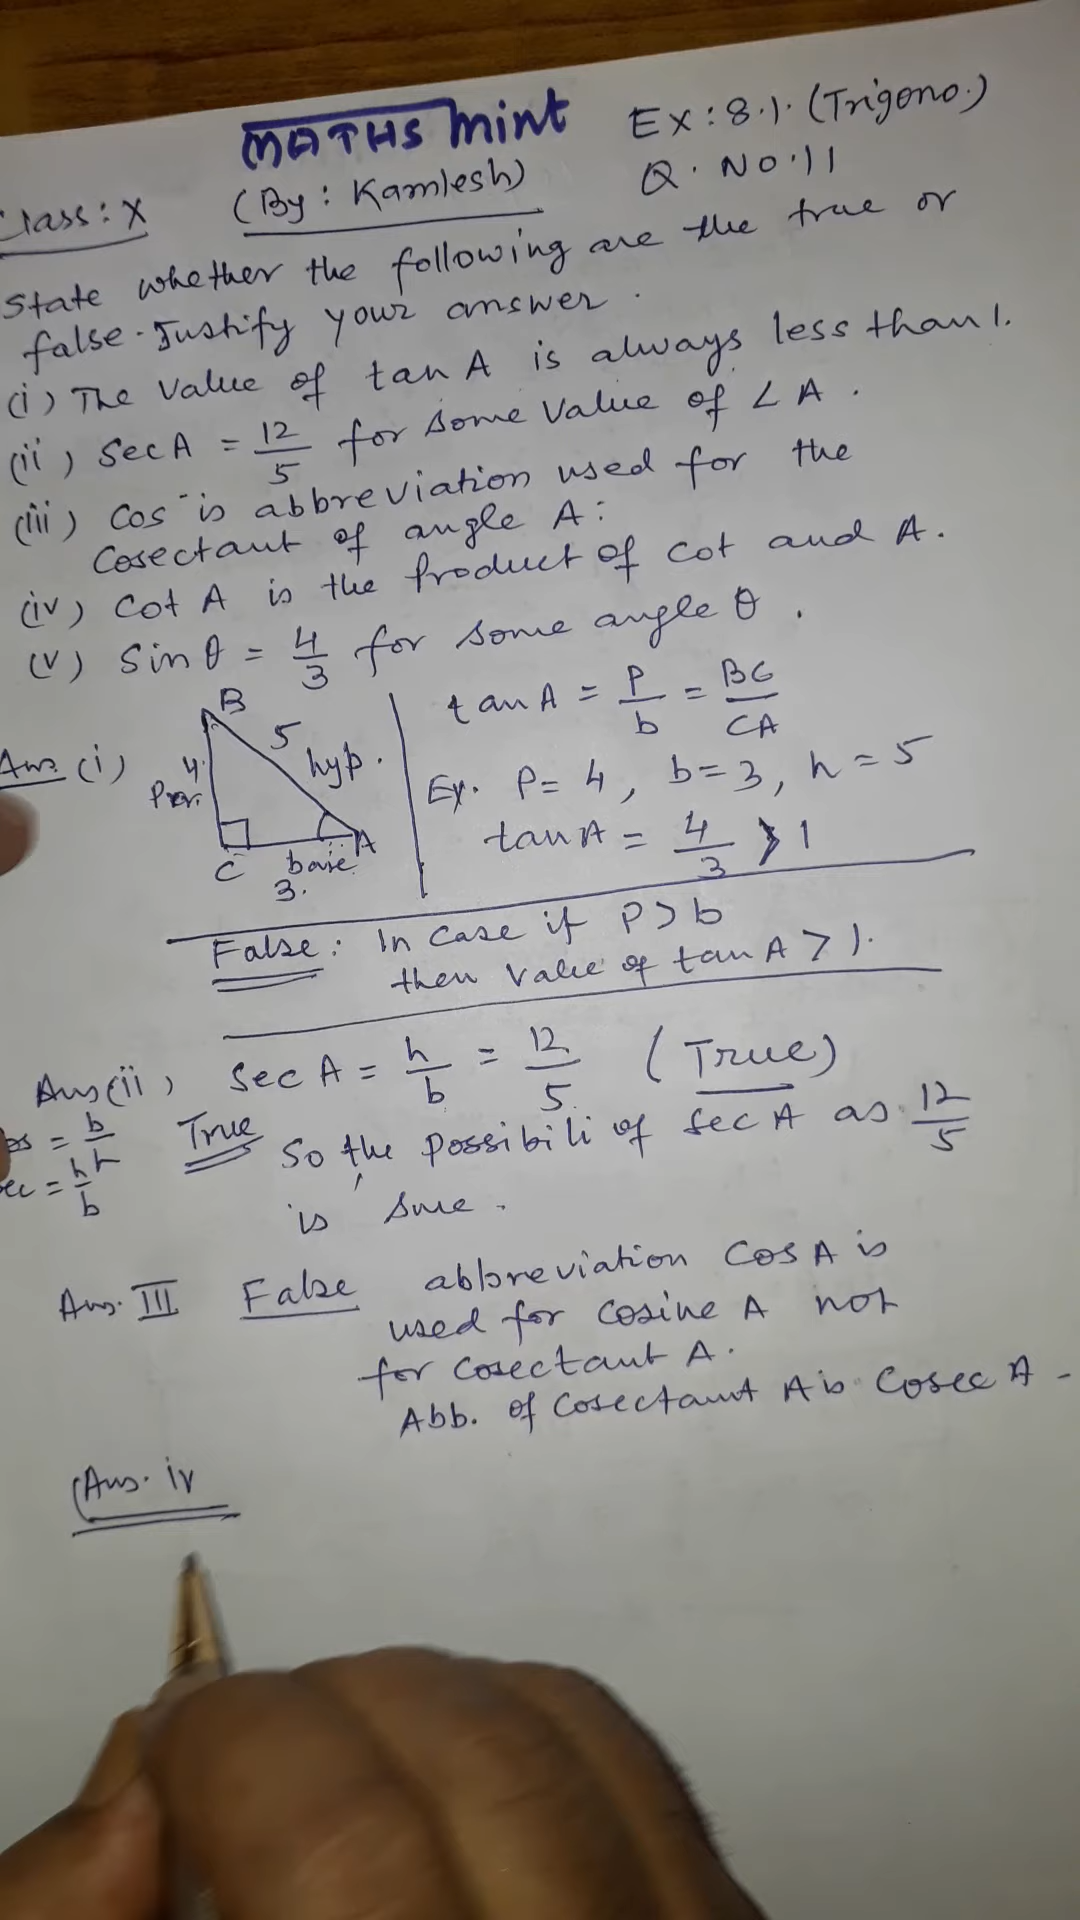 MATHS mint
Ex: 8.1. (Trigono.)
Class: X
(By: Kamlesh)
Q. No. 11
State whether the following are the true or
false. Justify your answer.
(i) The value of tan A is always less than 1.
(ii) sec A = 12/5 for some value of ∠A.
(iii) Cos is abbreviation used for the
Cosectant of angle A:
(iv) Cot A is the product of cot and A.
(v) Sin θ = 4/3 for some angle θ.
Ans. (i)
B
5
hyp.
4
C
base
A
3.
tan A = P/b = BC/CA
Ex. P = 4, b = 3, h = 5
tan A = 4/3 > 1
False: In case if P > b
then value of tan A > 1.
Ans (ii) Sec A = h/b = 12/5 (True)
os = b/h
ec = h/b
True So the possibili of sec A as 12/5
is sure.
Ans. III False abbreviation Cos A is
used for cosine A not
for Cosectant A.
Abb. of Cosectant A is Cosec A -
(Ans. iv